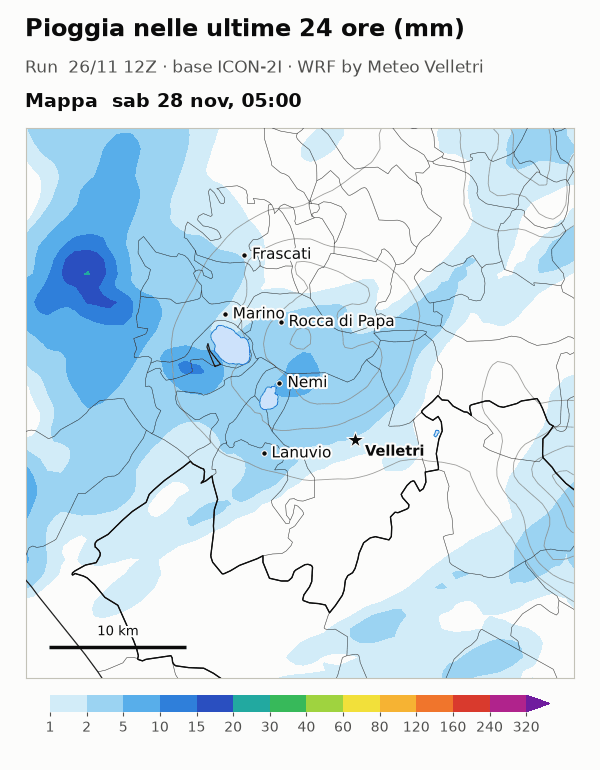 Pioggia nelle ultime 24 ore (mm)
Run  26/11 12Z · base ICON-2I · WRF by Meteo Velletri
Mappa  sab 28 nov, 05:00
Frascati
Marino
Rocca di Papa
Nemi
Velletri
Lanuvio
10 km
1 2 5 10 15 20 30 40 60 80 120 160 240 320